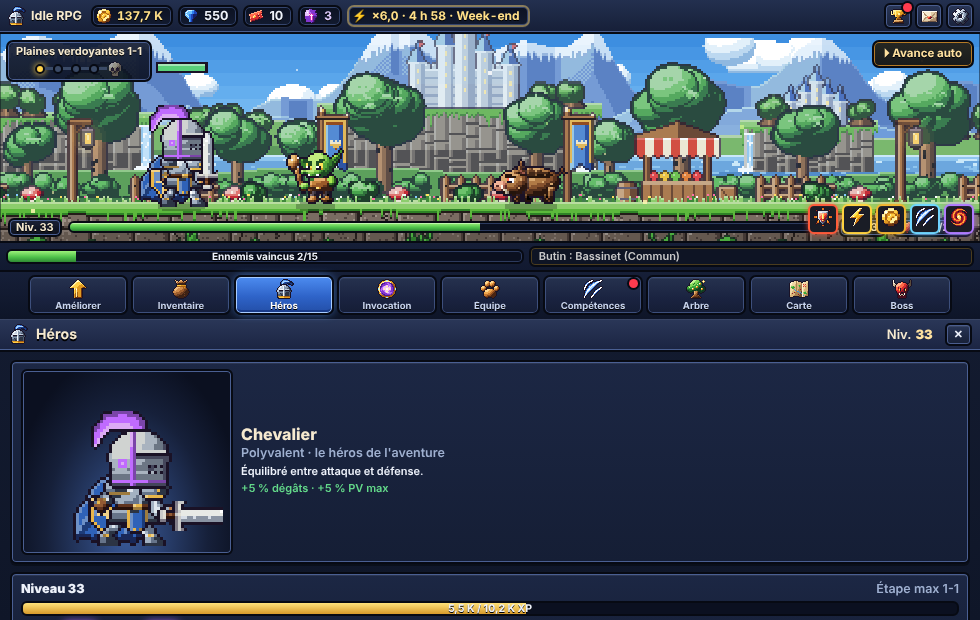 Idle RPG 137,7 K 550 10 3 ×6,0 · 4 h 58 · Week-end
Plaines verdoyantes 1-1
Avance auto
Niv. 33
Ennemis vaincus 2/15
Butin : Bassinet (Commun)
Améliorer Inventaire Héros Invocation Equipe Compétences Arbre Carte Boss
Héros
Niv. 33
Chevalier
Polyvalent · le héros de l'aventure
Équilibré entre attaque et défense.
+5 % dégâts · +5 % PV max
Niveau 33
Étape max 1-1
5,5 K / 10,2 K XP